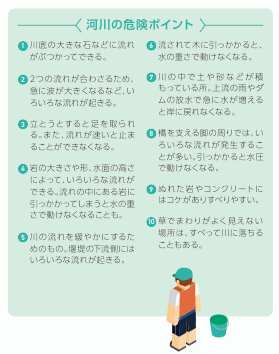 河川の危険ポイント
1 川底の大きな石などに流れ
がぶつかってできる。
2 2つの流れが合わさるため、
急に波が大きくなるなど、い
ろいろな流れが起きる。
3 立とうとすると足を取られ
る。また、流れが速いと止ま
ることができなくなる。
4 岩の大きさや形、水面の高さ
によって、いろいろな流れが
できる。流れの中にある岩に
引っかかってしまうと水の重
さで動けなくなることも。
5 川の流れを緩やかにするた
めのもの。堰堤の下流側には
いろいろな流れが起きる。
6 流されて木に引っかかると、
水の重さで動けなくなる。
7 川の中で土や砂などが積
もっている所。上流の雨やダ
ムの放水で急に水が増える
と岸に戻れなくなる。
8 橋を支える脚の周りでは、い
ろいろな流れが発生するこ
とが多い。引っかかると水圧
で動けなくなる。
9 ぬれた岩やコンクリートに
はコケがありすべりやすい。
10 草でまわりがよく見えない
場所は、すべって川に落ちる
こともある。